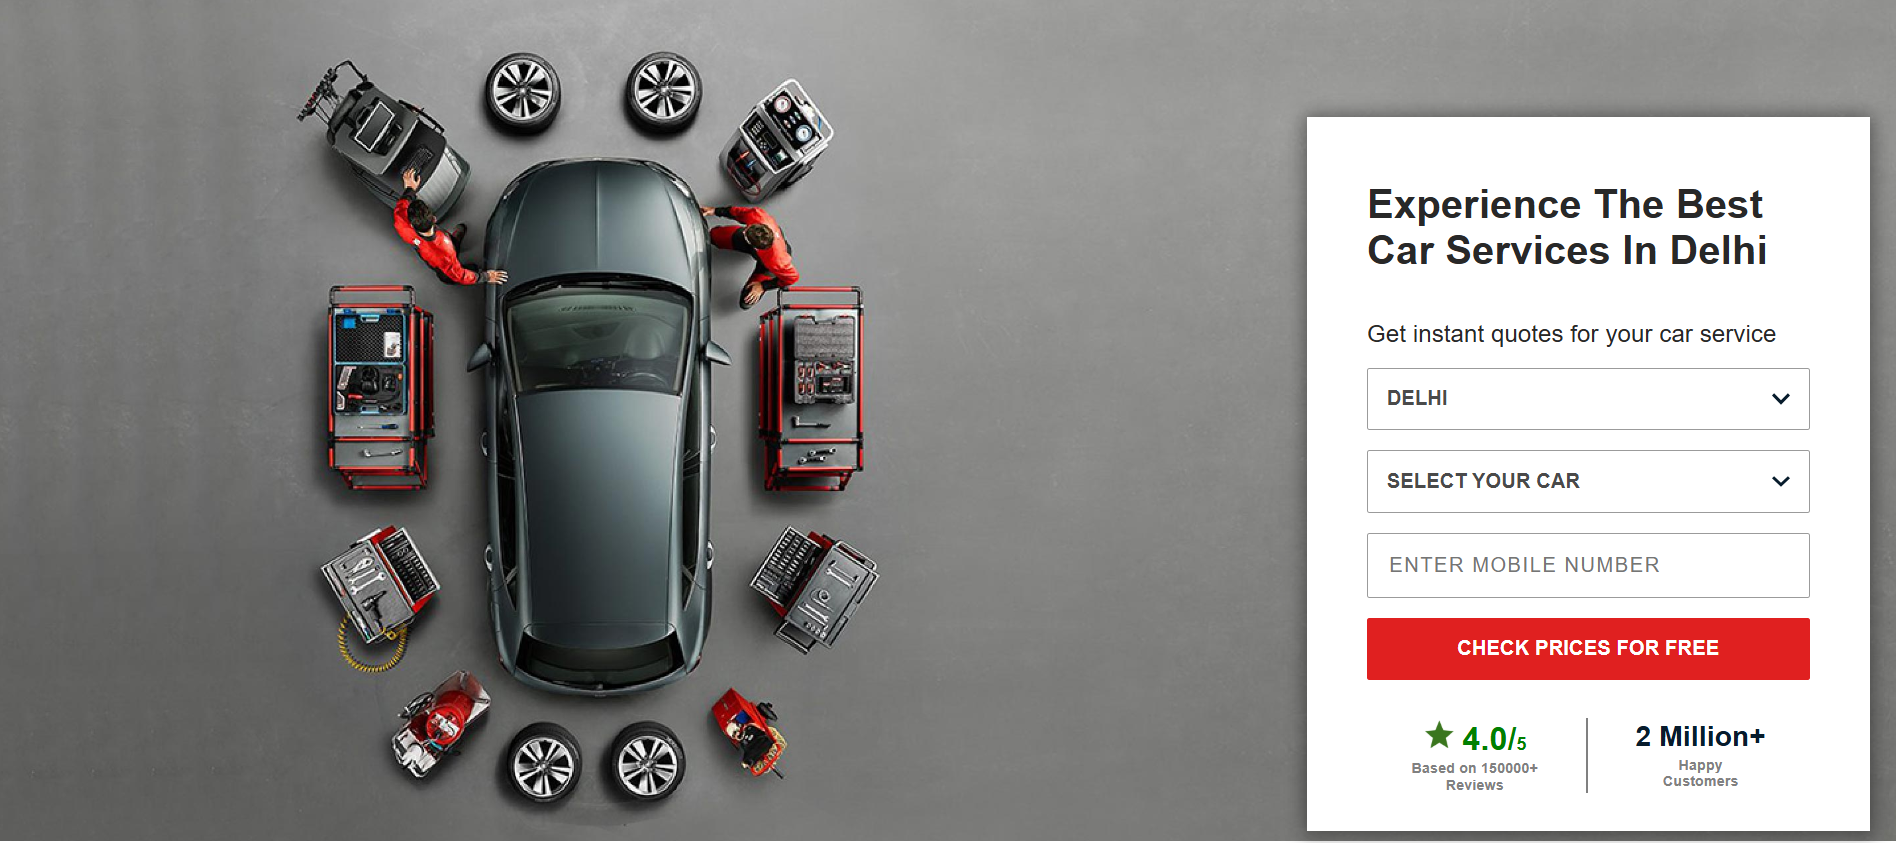 Experience The Best
Car Services In Delhi
Get instant quotes for your car service
DELHI
SELECT YOUR CAR
ENTER MOBILE NUMBER
CHECK PRICES FOR FREE
4.0/5
Based on 150000+
Reviews
2 Million+
Happy
Customers